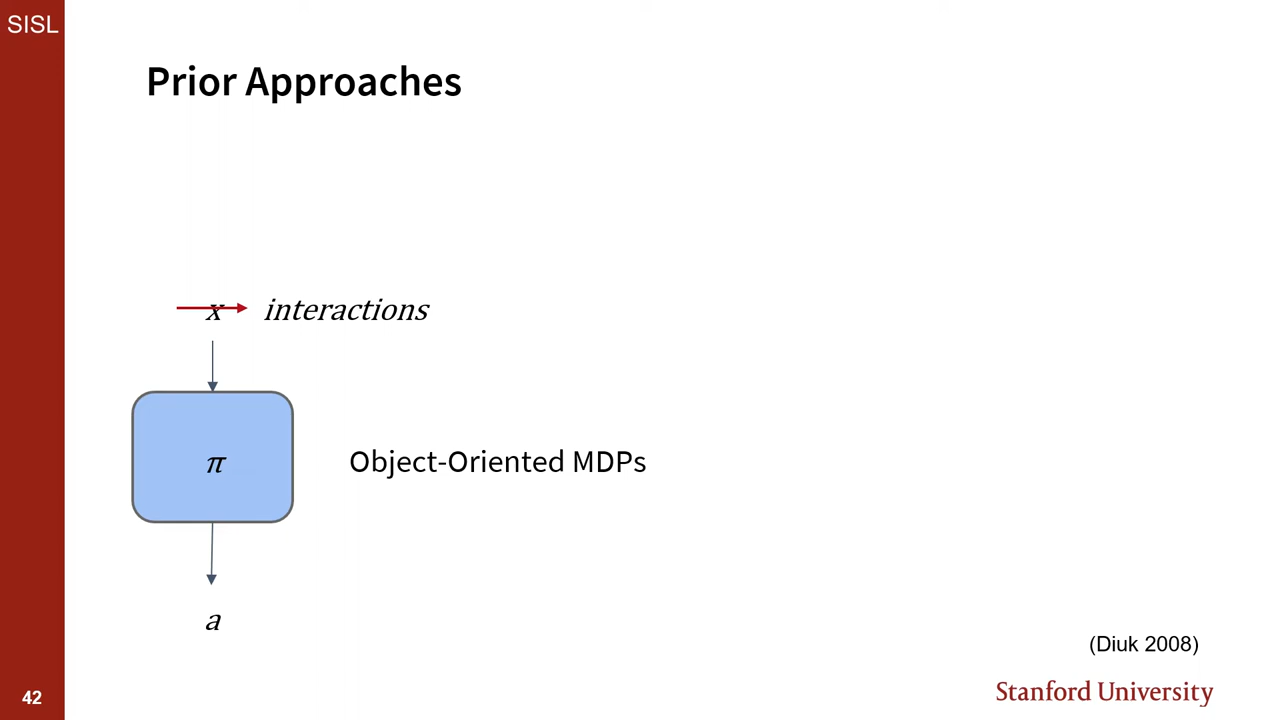 SISL
Prior Approaches
x interactions
π
Object-Oriented MDPs
a
(Diuk 2008)
Stanford University
42